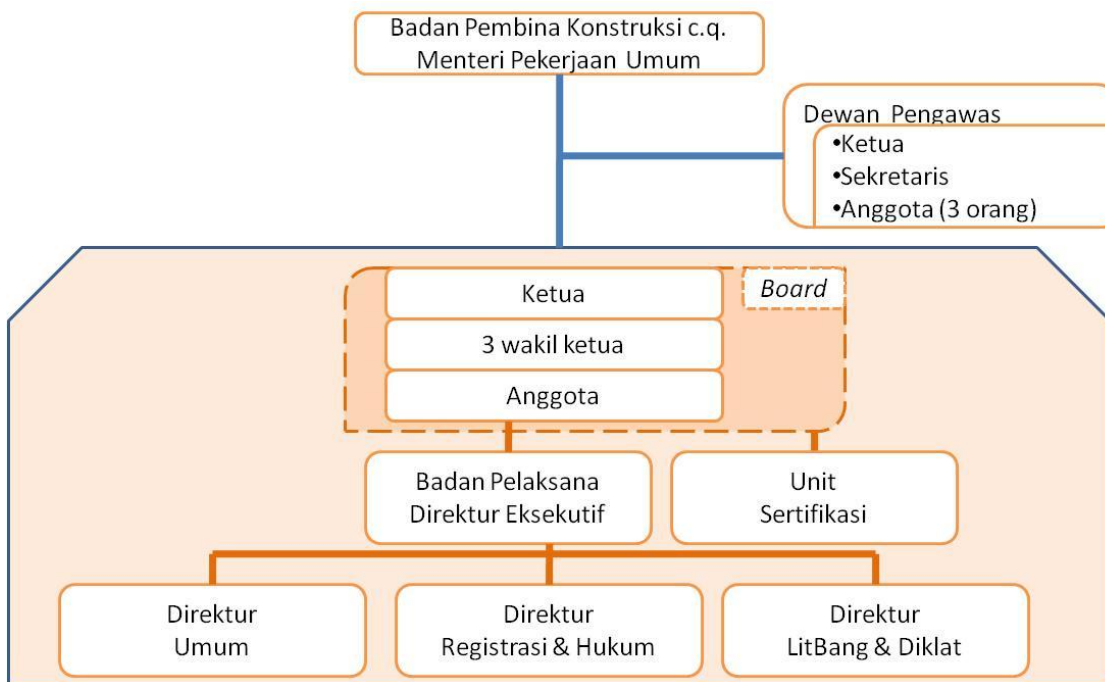 Badan Pembina Konstruksi c.q.
Menteri Pekerjaan Umum
Dewan Pengawas
•Ketua
•Sekretaris
•Anggota (3 orang)
Ketua
Board
3 wakil ketua
Anggota
Badan Pelaksana
Direktur Eksekutif
Unit
Sertifikasi
Direktur
Umum
Direktur
Registrasi & Hukum
Direktur
LitBang & Diklat